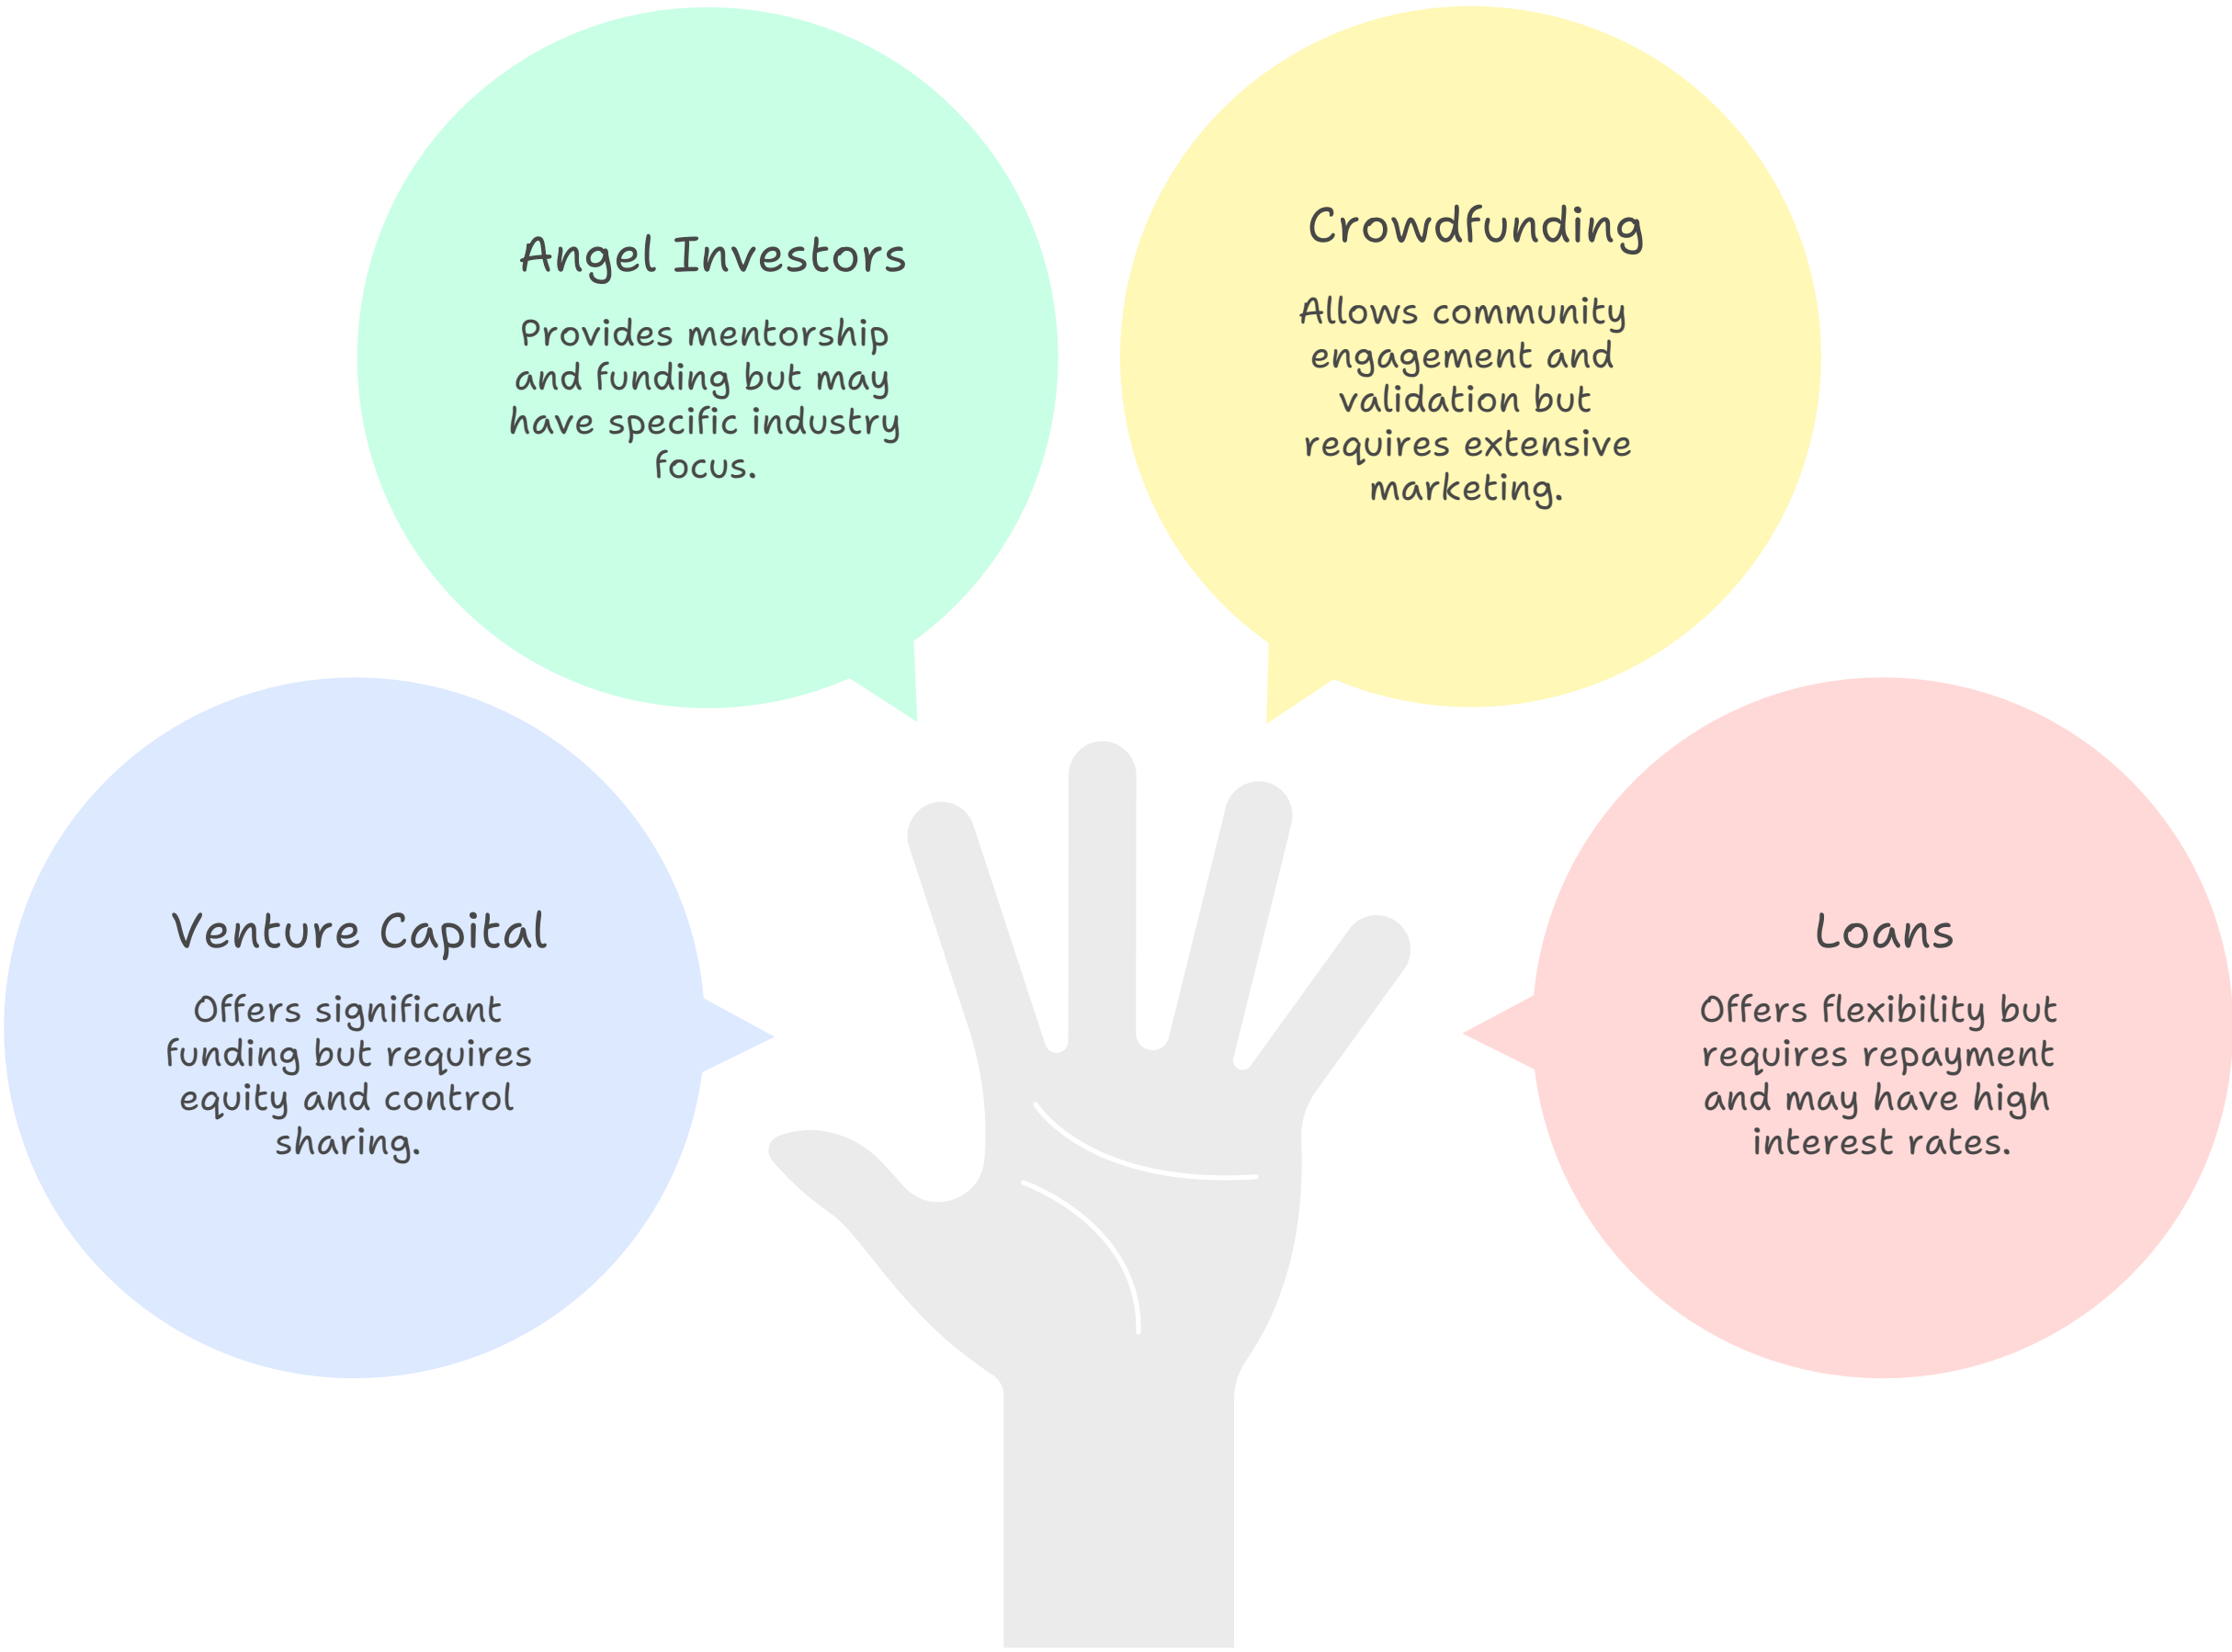 Angel Investors
Provides mentorship
and funding but may
have specific industry
focus.
Crowdfunding
Allows community
engagement and
validation but
requires extensive
marketing.
Venture Capital
Offers significant
funding but requires
equity and control
sharing.
Loans
Offers flexibility but
requires repayment
and may have high
interest rates.